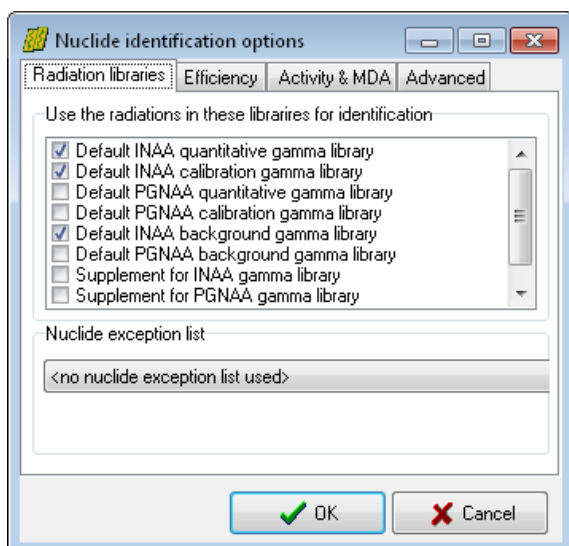 Nuclide identification options
Radiation libraries Efficiency Activity & MDA Advanced
Use the radiations in these librarires for identification
Default INAA quantitative gamma library
Default INAA calibration gamma library
Default PGNAA quantitative gamma library
Default PGNAA calibration gamma library
Default INAA background gamma library
Default PGNAA background gamma library
Supplement for INAA gamma library
Supplement for PGNAA gamma library
Nuclide exception list
<no nuclide exception list used>
OK Cancel